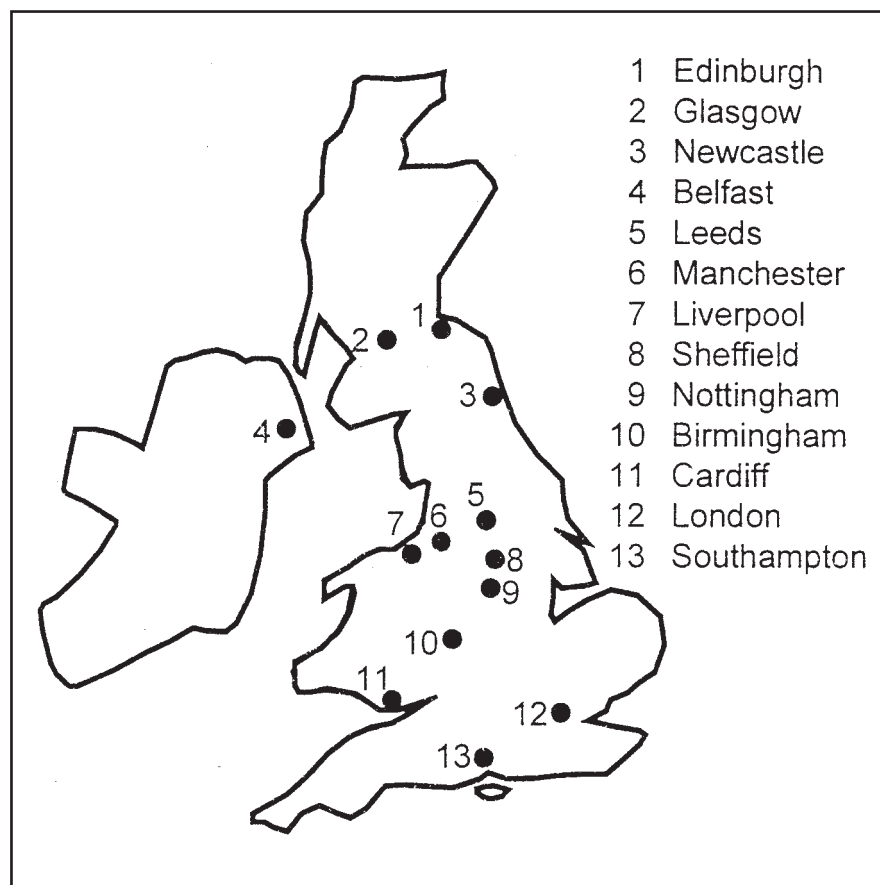 1 Edinburgh
2 Glasgow
3 Newcastle
4 Belfast
5 Leeds
6 Manchester
7 Liverpool
8 Sheffield
9 Nottingham
10 Birmingham
11 Cardiff
12 London
13 Southampton
1
2
3
4
5
6
7
8
9
10
11
12
13